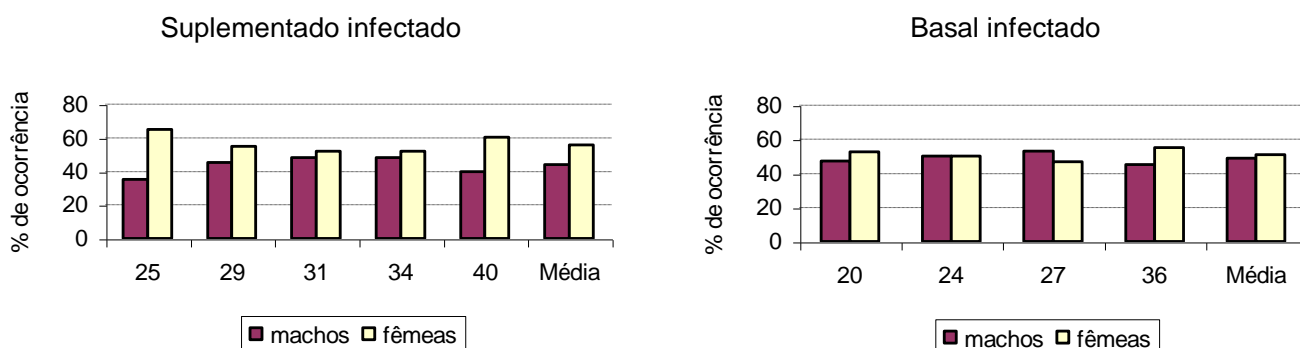 Suplementado infectado
% de ocorrência
80
60
40
20
0
25 29 31 34 40 Média
machos fêmeas
Basal infectado
% de ocorrência
80
60
40
20
0
20 24 27 36 Média
machos fêmeas